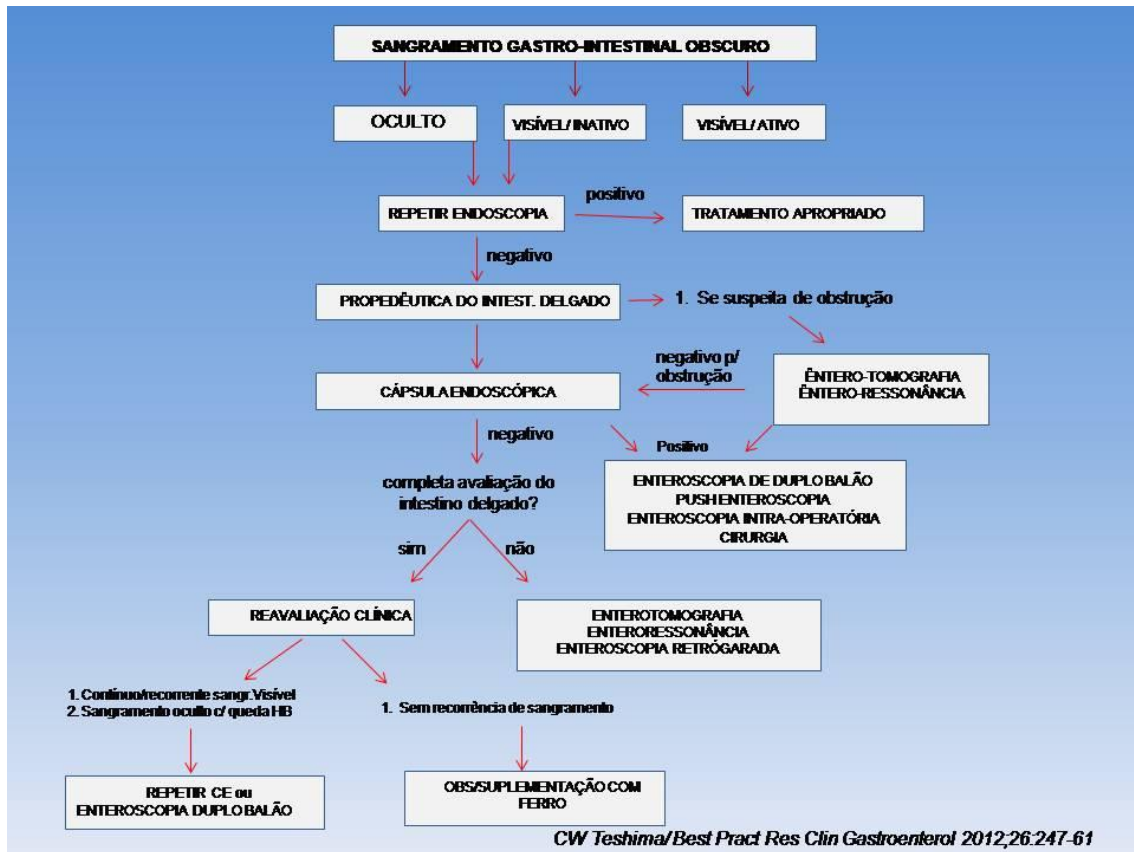 SANGRAMENTO GASTRO-INTESTINAL OBSCURO
OCULTO
VISÍVEL/ INATIVO
VISÍVEL/ ATIVO
REPETIR ENDOSCOPIA
positivo
TRATAMENTO APROPRIADO
negativo
PROPEDÊUTICA DO INTEST. DELGADO
1. Se suspeita de obstrução
negativo p/
obstrução
ÊNTERO-TOMOGRAFIA
ÊNTERO-RESSONÂNCIA
CÁPSULA ENDOSCÓPICA
negativo
Positivo
completa avaliação do
intestino delgado?
ENTEROSCOPIA DE DUPLO BALÃO
PUSH ENTEROSCOPIA
ENTEROSCOPIA INTRA-OPERATÓRIA
CIRURGIA
sim
não
REAVALIAÇÃO CLÍNICA
ENTEROTOMOGRAFIA
ENTERORESSONÂNCIA
ENTEROSCOPIA RETRÓGARADA
1. Contínuo/recorrente sangr.Visível
2. Sangramento oculto c/ queda HB
1. Sem recorrência de sangramento
REPETIR CE ou
ENTEROSCOPIA DUPLO BALÃO
OBS/SUPLEMENTAÇÃO COM
FERRO
CW Teshima/Best Pract Res Clin Gastroenterol 2012;26:247-61